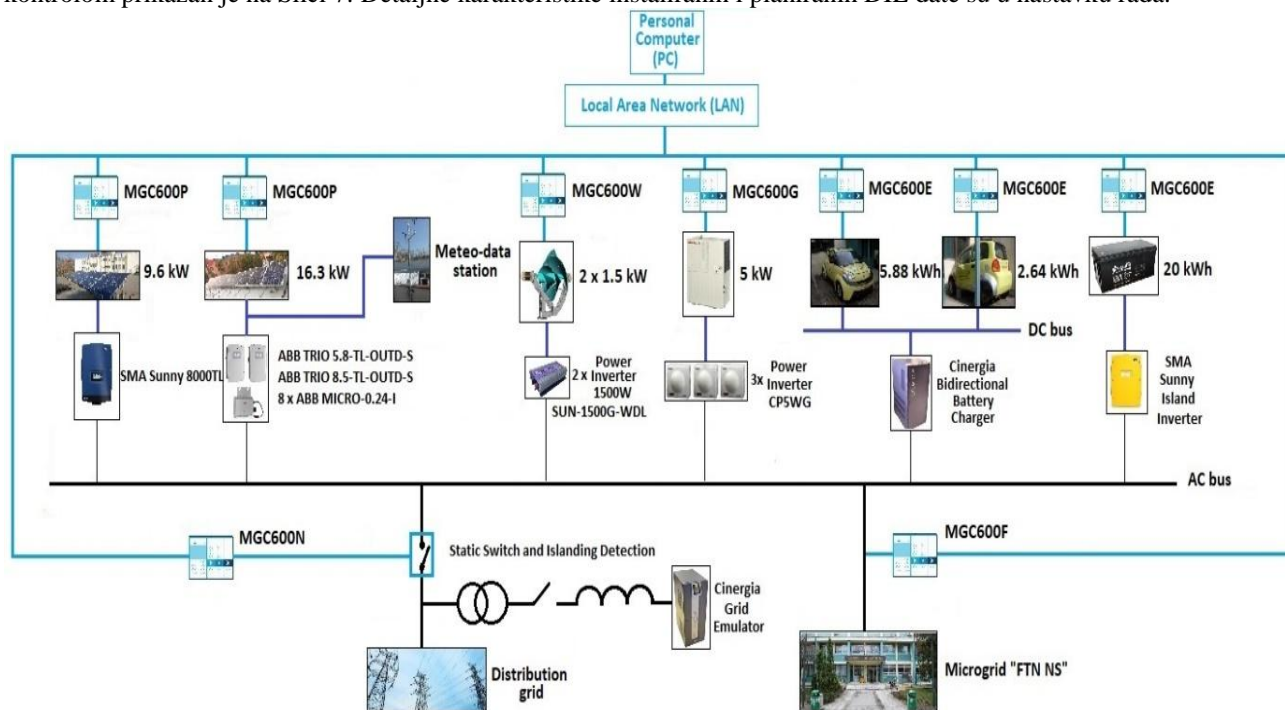 kontrolom prikazan je na Slici 7. Detaljne karakteristike instaliranih i planiranih DIE date su u nastavku rada.
Personal
Computer
(PC)
Local Area Network (LAN)
MGC600P
MGC600P
MGC600W
MGC600G
MGC600E
MGC600E
MGC600E
9.6 kW
16.3 kW
Meteo-data
station
2 x 1.5 kW
5 kW
5.88 kWh
2.64 kWh
20 kWh
DC bus
SMA Sunny 8000TL
ABB TRIO 5.8-TL-OUTD-S
ABB TRIO 8.5-TL-OUTD-S
8 x ABB MICRO-0.24-I
2x Power
Inverter
1500W
SUN-1500G-WDL
3x Power
Inverter
CP5WG
Cinergia
Bidirectional
Battery
Charger
SMA
Sunny
Island
Inverter
AC bus
MGC600N
Static Switch and Islanding Detection
MGC600F
Cinergia
Grid
Emulator
Distribution
grid
Microgrid "FTN NS"